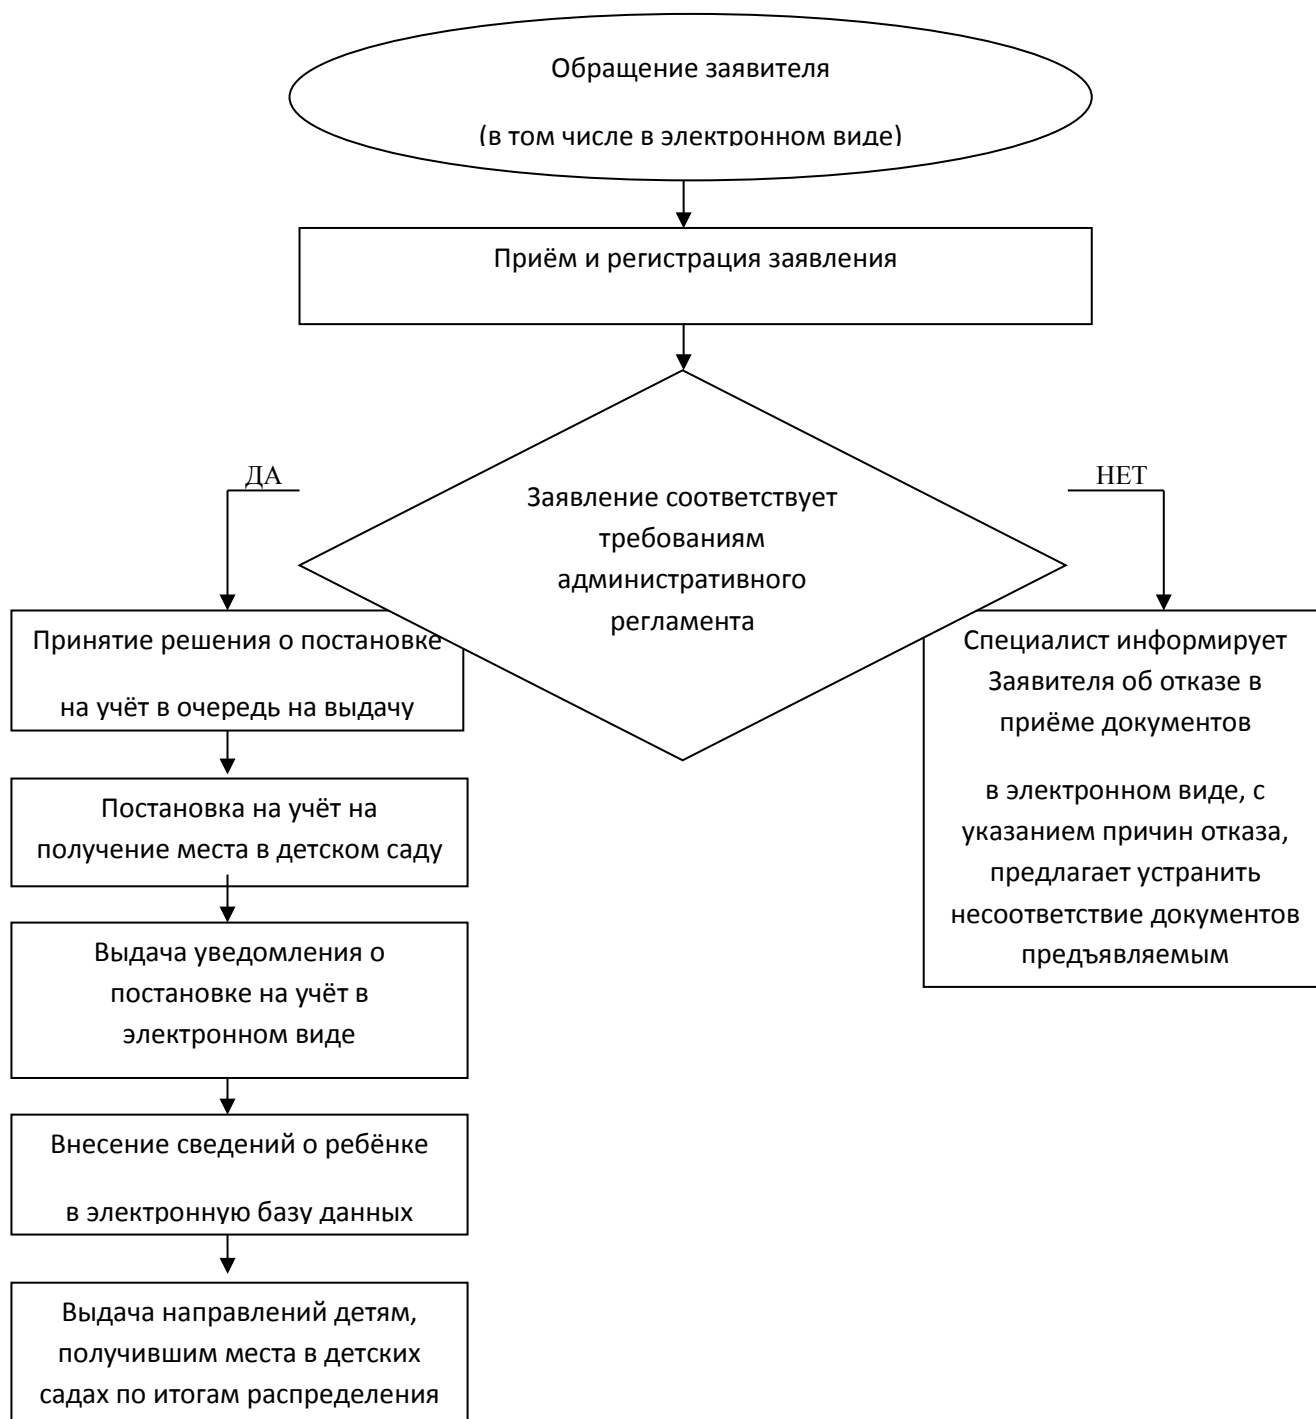 Обращение заявителя
(в том числе в электронном виде)
Приём и регистрация заявления
ДА
НЕТ
Заявление соответствует
требованиям
административного
регламента
Принятие решения о постановке
на учёт в очередь на выдачу
Постановка на учёт на
получение места в детском саду
Выдача уведомления о
постановке на учёт в
электронном виде
Внесение сведений о ребёнке
в электронную базу данных
Выдача направлений детям,
получившим места в детских
садах по итогам распределения
Специалист информирует
Заявителя об отказе в
приёме документов
в электронном виде, с
указанием причин отказа,
предлагает устранить
несоответствие документов
предъявляемым